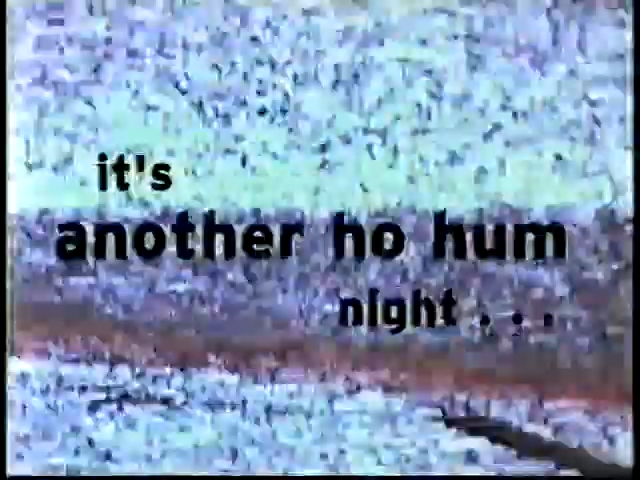 it's
another ho hum
night . . .